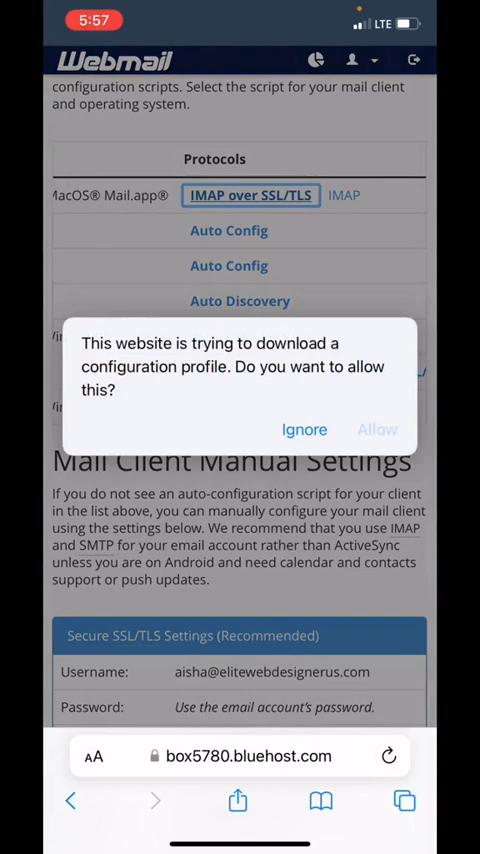 5:57
LTE
Webmail
configuration scripts. Select the script for your mail client
and operating system.
Protocols
MacOS® Mail.app® IMAP over SSL/TLS IMAP
Auto Config
Auto Config
Auto Discovery
This website is trying to download a
configuration profile. Do you want to allow
this?
Ignore Allow
Mail Client Manual Settings
If you do not see an auto-configuration script for your client
in the list above, you can manually configure your mail client
using the settings below. We recommend that you use IMAP
and SMTP for your email account rather than ActiveSync
unless you are on Android and need calendar and contacts
support or push updates.
Secure SSL/TLS Settings (Recommended)
Username: aisha@elitewebdesignerus.com
Password: Use the email account's password.
AA box5780.bluehost.com